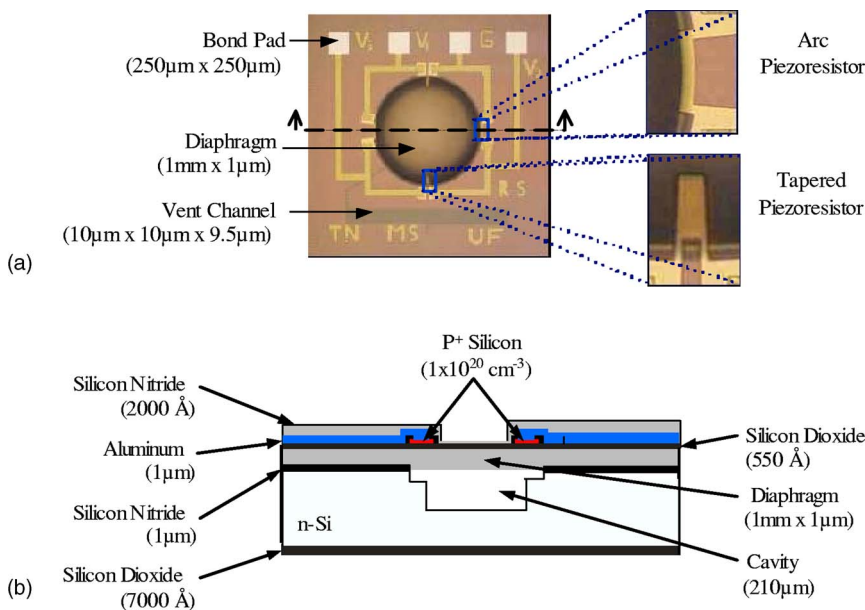 (a)
Bond Pad
(250µm x 250µm)
Diaphragm
(1mm x 1µm)
Vent Channel
(10µm x 10µm x 9.5µm)
G
R S
TN MS UF
Arc
Piezoresistor
Tapered
Piezoresistor
(b)
P+ Silicon
(1x10^20 cm^-3)
Silicon Nitride
(2000 Å)
Aluminum
(1µm)
Silicon Nitride
(1µm)
n-Si
Silicon Dioxide
(7000 Å)
Silicon Dioxide
(550 Å)
Diaphragm
(1mm x 1µm)
Cavity
(210µm)